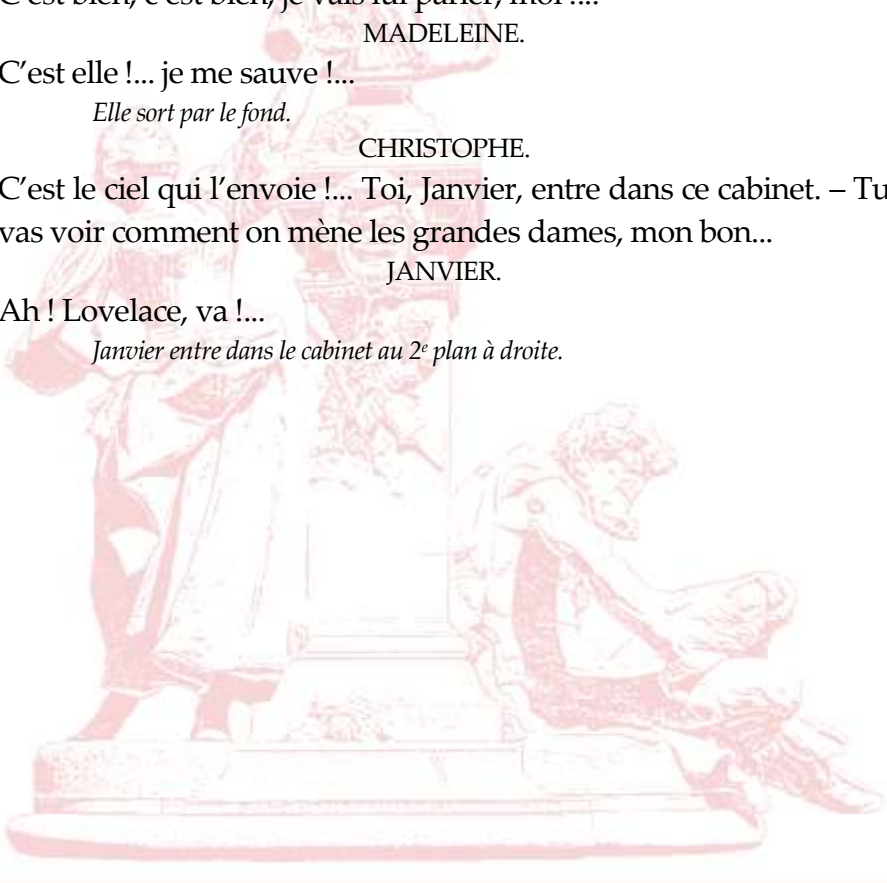 C'est bien, c'est bien, je vais lui parler, moi !....
MADELEINE.
C'est elle !... je me sauve !...
Elle sort par le fond.
CHRISTOPHE.
C'est le ciel qui l'envoie !... Toi, Janvier, entre dans ce cabinet. – Tu
vas voir comment on mène les grandes dames, mon bon...
JANVIER.
Ah ! Lovelace, va !...
Janvier entre dans le cabinet au 2e plan à droite.